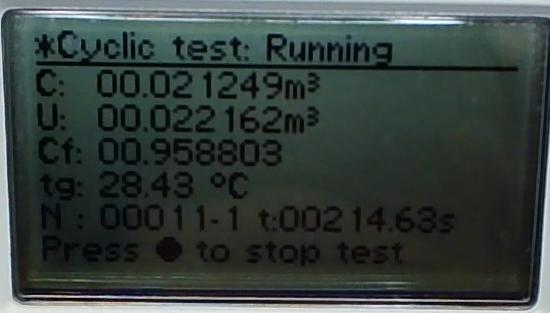 *Cyclic test: Running
C: 00.021249m³
U: 00.022162m³
Cf: 00.958803
tg: 28.43 °C
N : 00011-1 t:00214.63s
Press ● to stop test